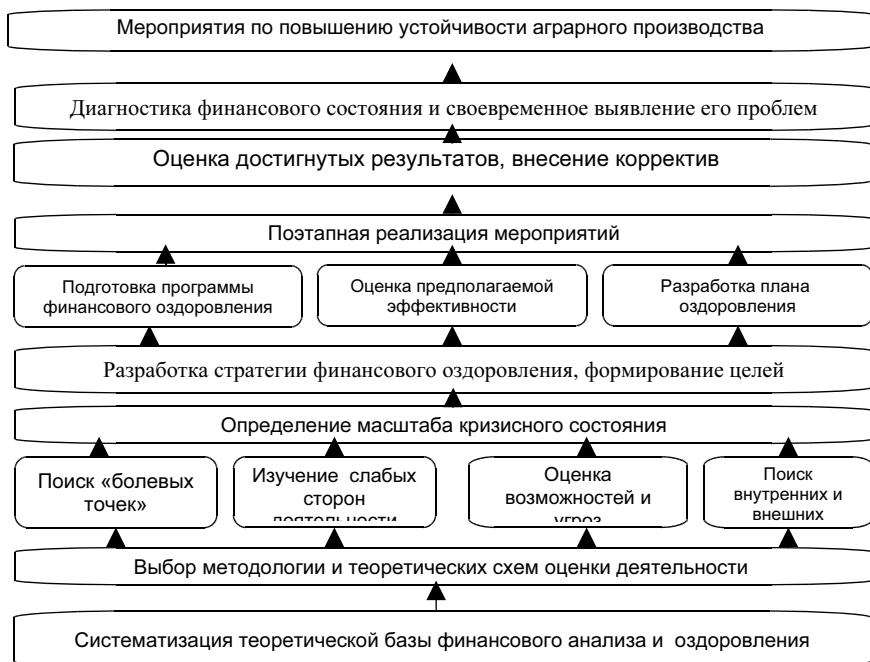 Мероприятия по повышению устойчивости аграрного производства
Диагностика финансового состояния и своевременное выявление его проблем
Оценка достигнутых результатов, внесение корректив
Поэтапная реализация мероприятий
Подготовка программы
финансового оздоровления
Оценка предполагаемой
эффективности
Разработка плана
оздоровления
Разработка стратегии финансового оздоровления, формирование целей
Определение масштаба кризисного состояния
Поиск «болевых
точек»
Изучение слабых
сторон
деятельности
Оценка
возможностей и
угроз
Поиск
внутренних и
внешних
Выбор методологии и теоретических схем оценки деятельности
Систематизация теоретической базы финансового анализа и оздоровления